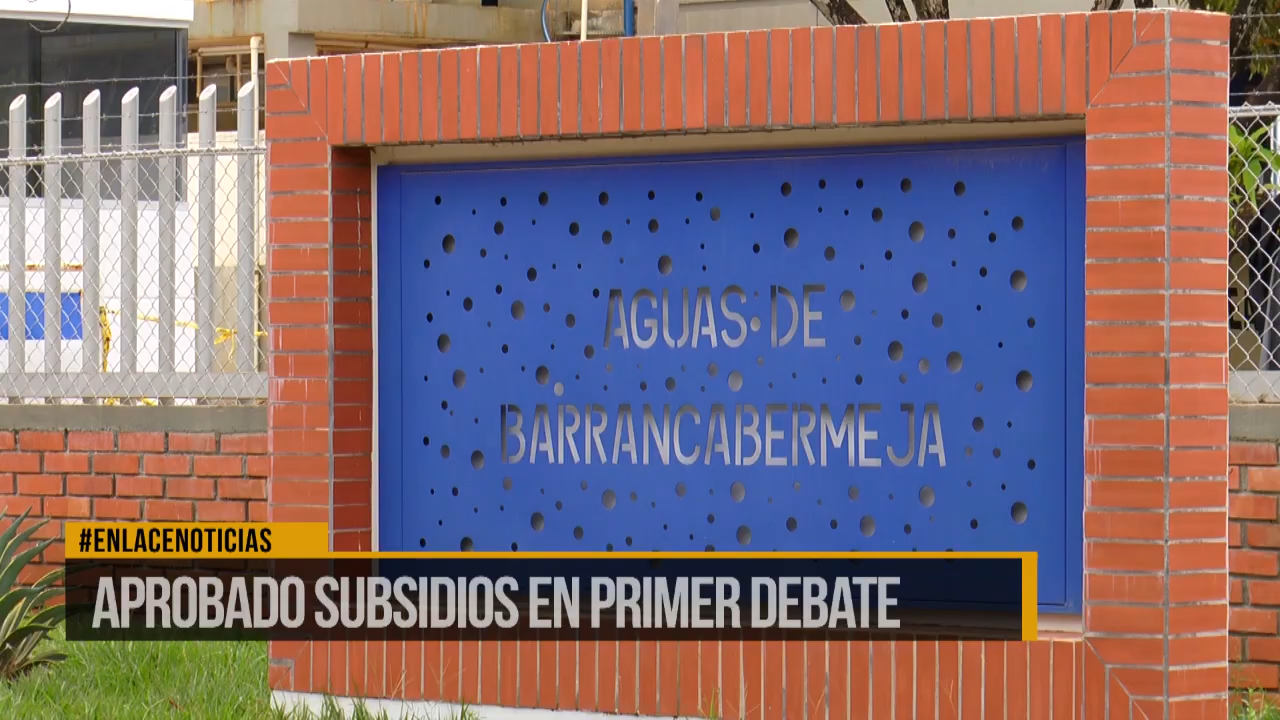 AGUAS DE
BARRANCABERMEJA
#ENLACENOTICIAS
APROBADO SUBSIDIOS EN PRIMER DEBATE